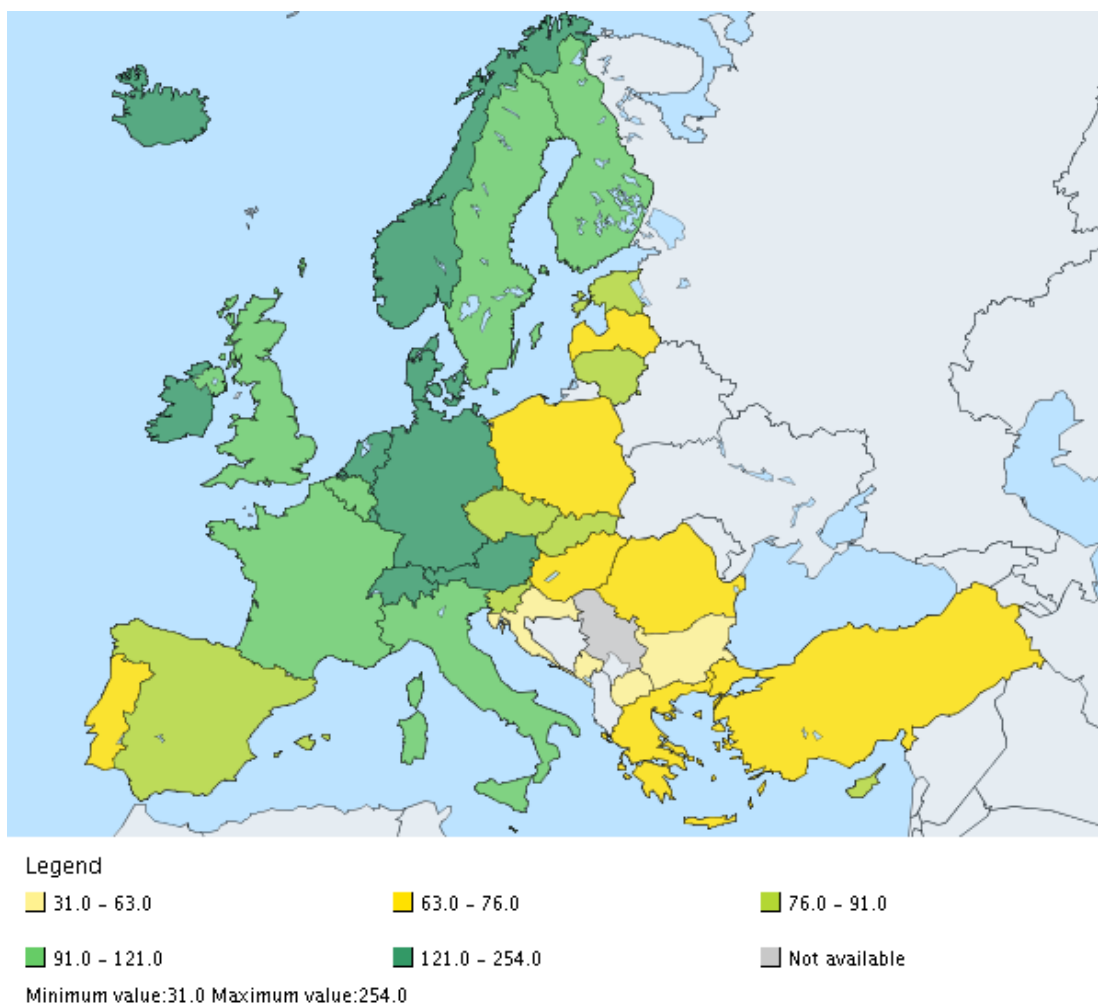 Legend
31.0 - 63.0 63.0 - 76.0 76.0 - 91.0
91.0 - 121.0 121.0 - 254.0 Not available
Minimum value:31.0 Maximum value:254.0